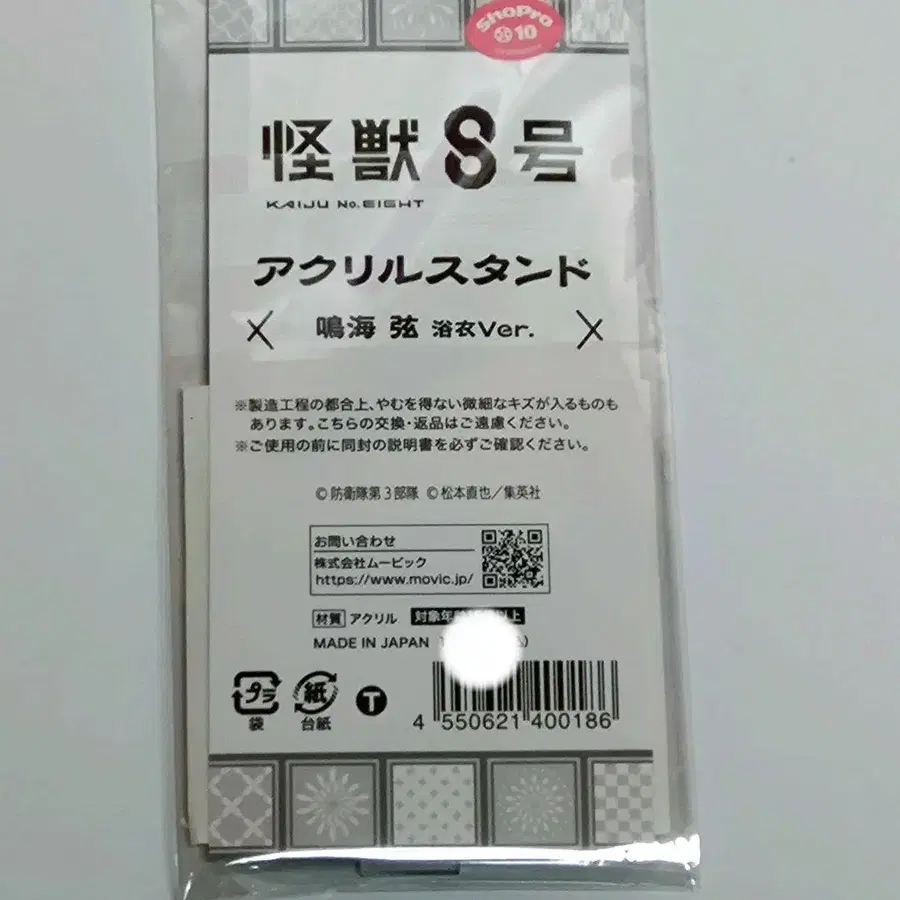 ShoPro
10
怪獣8号
KAIJU No.EIGHT
アクリルスタンド
鳴海 弦 浴衣Ver.
※製造工程の都合上、やむを得ない微細なキズが入るものも
あります。こちらの交換・返品はご遠慮ください。
※ご使用の前に同封の説明書を必ずご確認ください。
©防衛隊第3部隊 ©松本直也／集英社
お問い合わせ
株式会社ムービック
https://www.movic.jp/
材質 アクリル 対象年齢 以上
MADE IN JAPAN
プラ 紙 T
袋 台紙
4 550621 400186